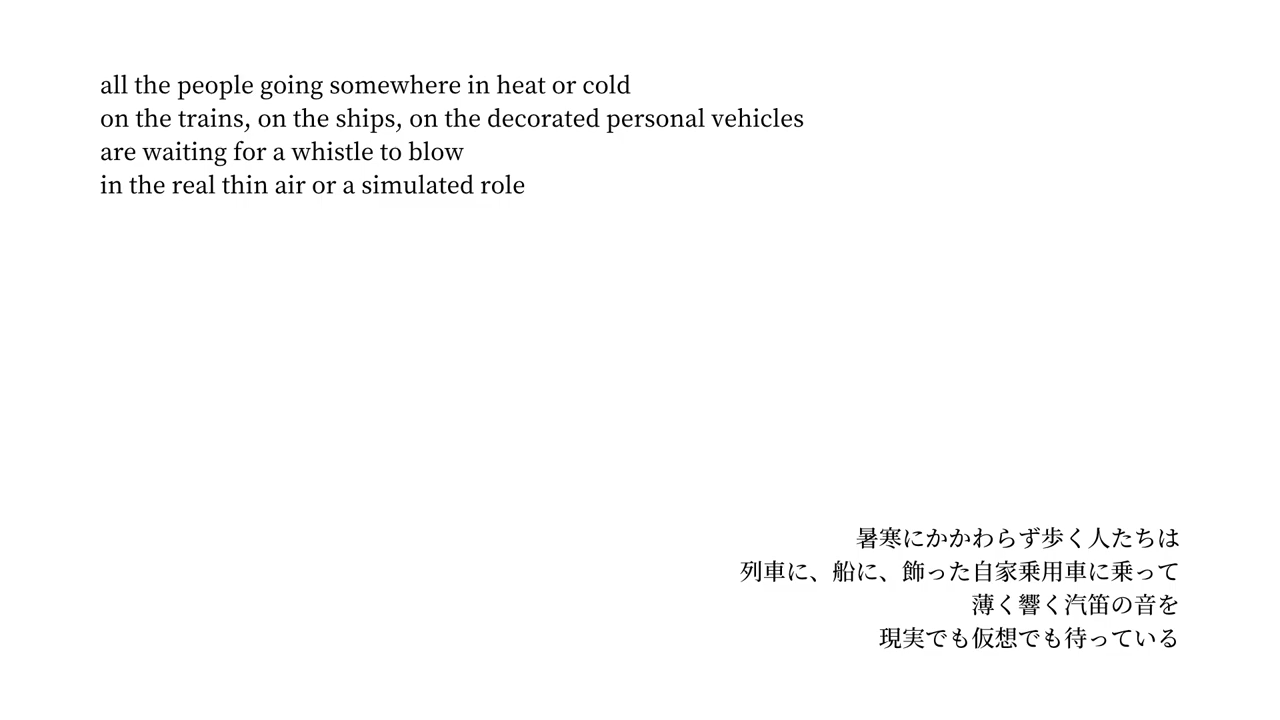 all the people going somewhere in heat or cold
on the trains, on the ships, on the decorated personal vehicles
are waiting for a whistle to blow
in the real thin air or a simulated role
暑寒にかかわらず歩く人たちは
列車に、船に、飾った自家乗用車に乗って
薄く響く汽笛の音を
現実でも仮想でも待っている